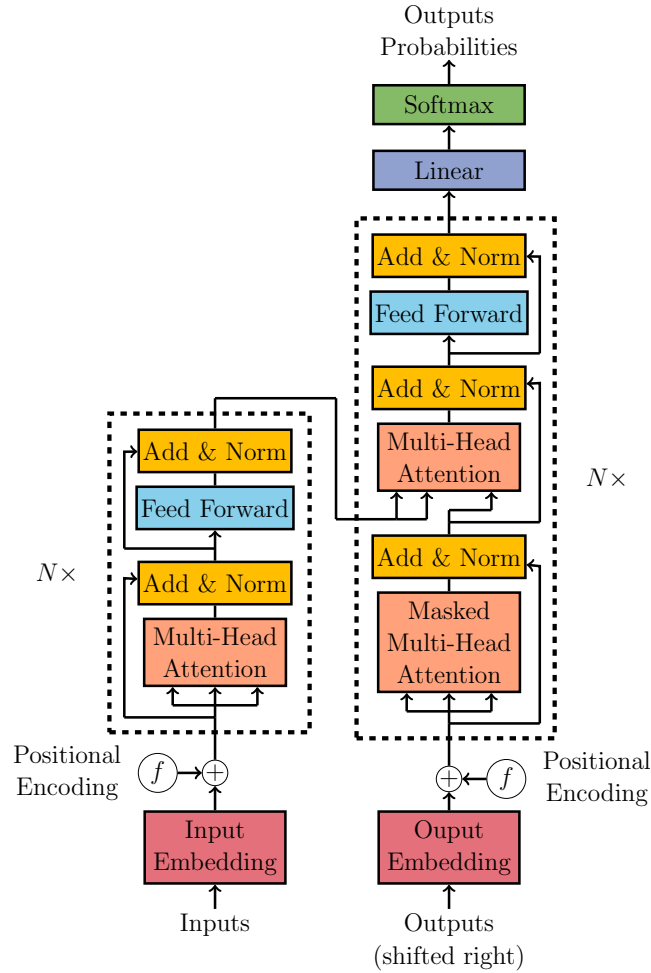 Outputs
Probabilities
Softmax
Linear
Add & Norm
Feed Forward
Add & Norm
Multi-Head
Attention
N×
Add & Norm
Masked
Multi-Head
Attention
Add & Norm
Feed Forward
N×
Add & Norm
Multi-Head
Attention
Positional
Encoding
f
+
+
f
Positional
Encoding
Input
Embedding
Ouput
Embedding
Inputs
Outputs
(shifted right)